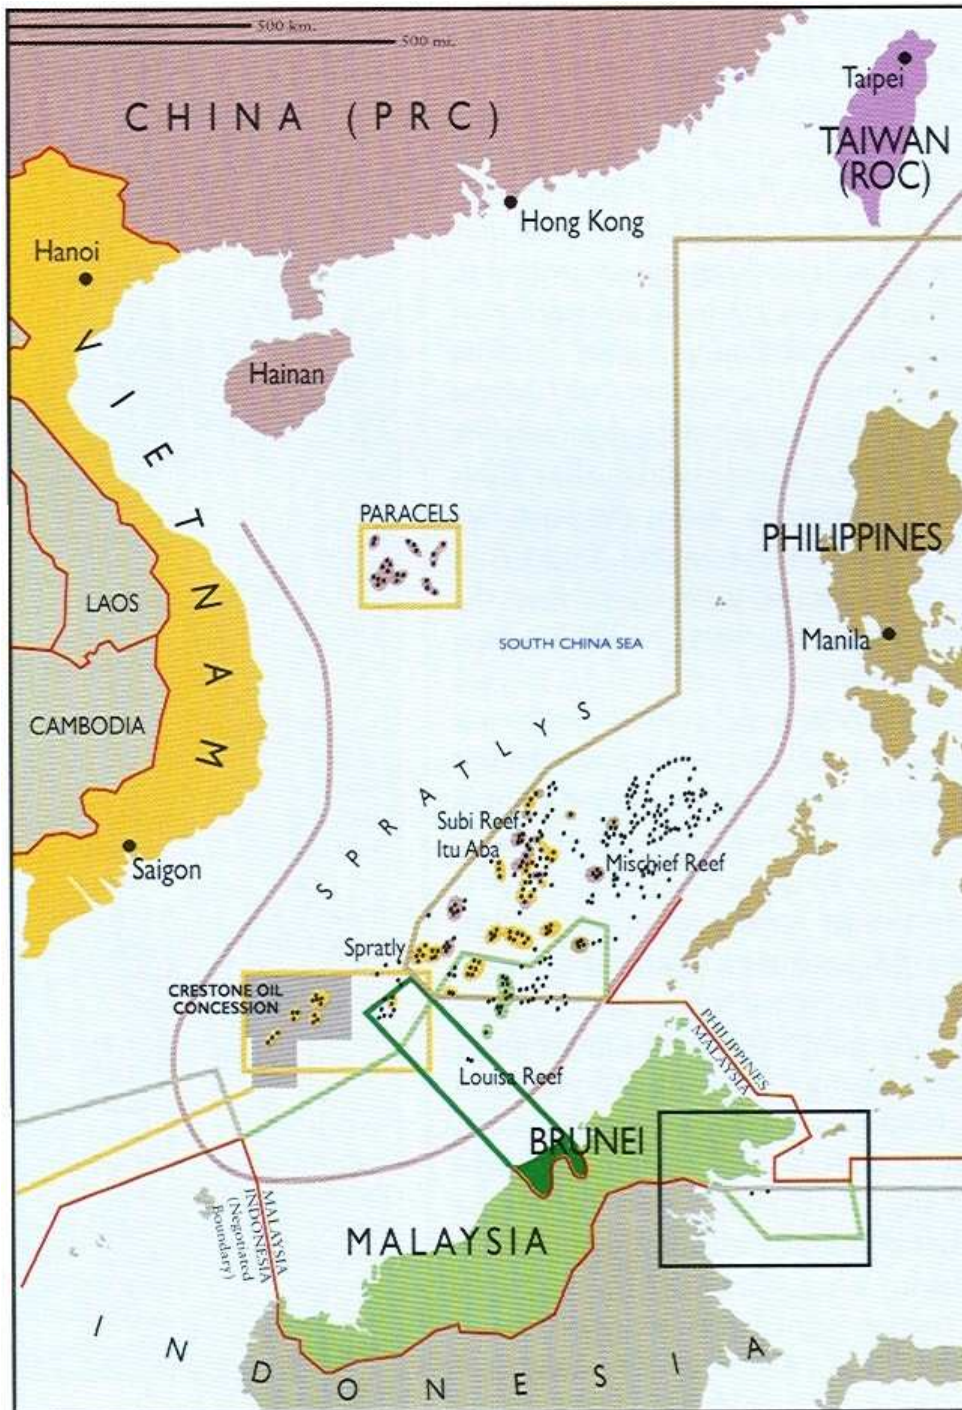 500 km.
500 mi.
CHINA (PRC)
Taipei
TAIWAN
(ROC)
Hong Kong
Hanoi
VIETNAM
Hainan
PARACELS
PHILIPPINES
LAOS
SOUTH CHINA SEA
Manila
CAMBODIA
SPRATLYS
Subi Reef
Itu Aba
Mischief Reef
Saigon
Spratly
CRESTONE OIL
CONCESSION
PHILIPPINES
MALAYSIA
Louisa Reef
BRUNEI
MALAYSIA
INDONESIA
(Negotiated
Boundary)
MALAYSIA
INDONESIA